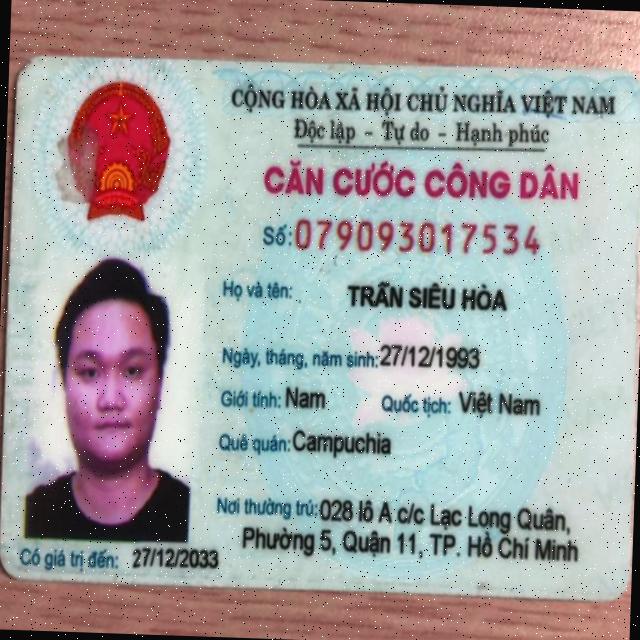 CỘNG HÒA XÃ HỘI CHỦ NGHĨA VIỆT NAM
Độc lập - Tự do - Hạnh phúc
CĂN CƯỚC CÔNG DÂN
Số: 079093017534
Họ và tên: TRẦN SIÊU HÒA
Ngày, tháng, năm sinh: 27/12/1993
Giới tính: Nam Quốc tịch: Việt Nam
Quê quán: Campuchia
Nơi thường trú: 028 lô A c/c Lạc Long Quân,
Phường 5, Quận 11, TP. Hồ Chí Minh
Có giá trị đến: 27/12/2033